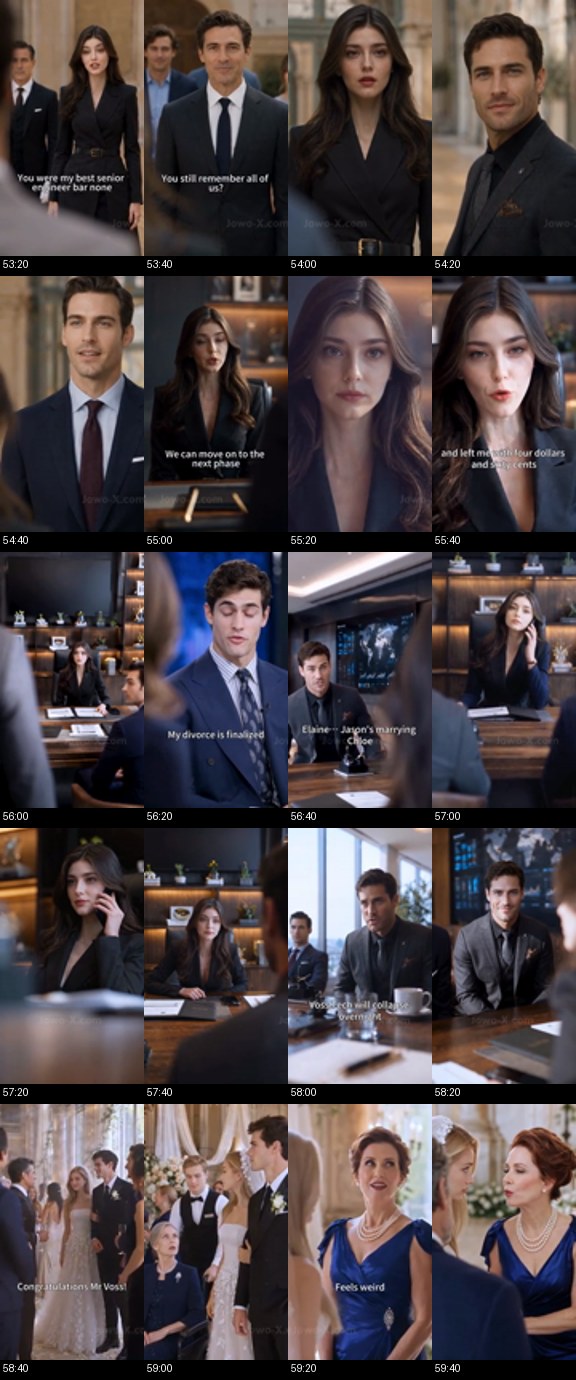 You were my best senior
engineer bar none
You still remember all of
us?
Jowo-X.com
53:20
53:40
54:00
54:20
We can move on to the
next phase
and left me with four dollars
and sixty cents
Jowo-X.com
54:40
55:00
55:20
55:40
My divorce is finalized
Elaine… Jason's marrying
Chloe
56:00
56:20
56:40
57:00
VossTech will collapse
overnight
57:20
57:40
58:00
58:20
Congratulations Mr Voss!
Feels weird
58:40
59:00
59:20
59:40